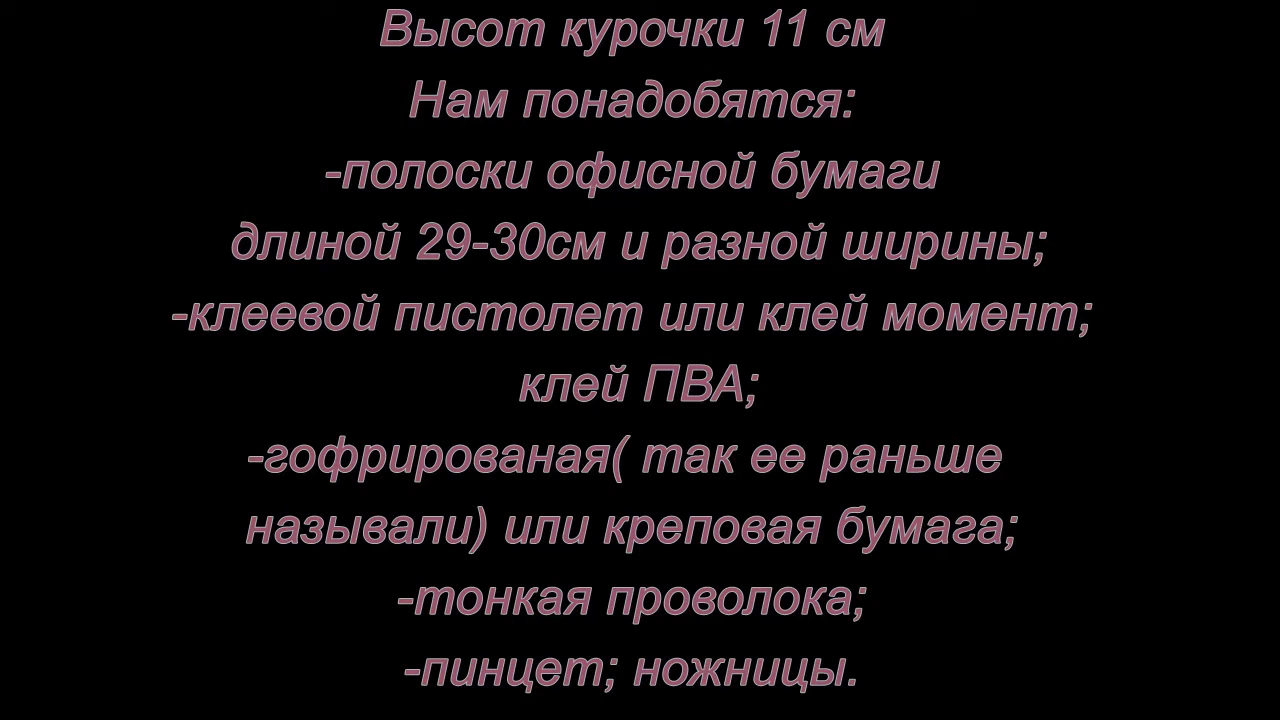 Высот курочки 11 см
Нам понадобятся:
-полоски офисной бумаги
длиной 29-30см и разной ширины;
-клеевой пистолет или клей момент;
клей ПВА;
-гофрированая( так ее раньше
называли) или креповая бумага;
-тонкая проволока;
-пинцет; ножницы.